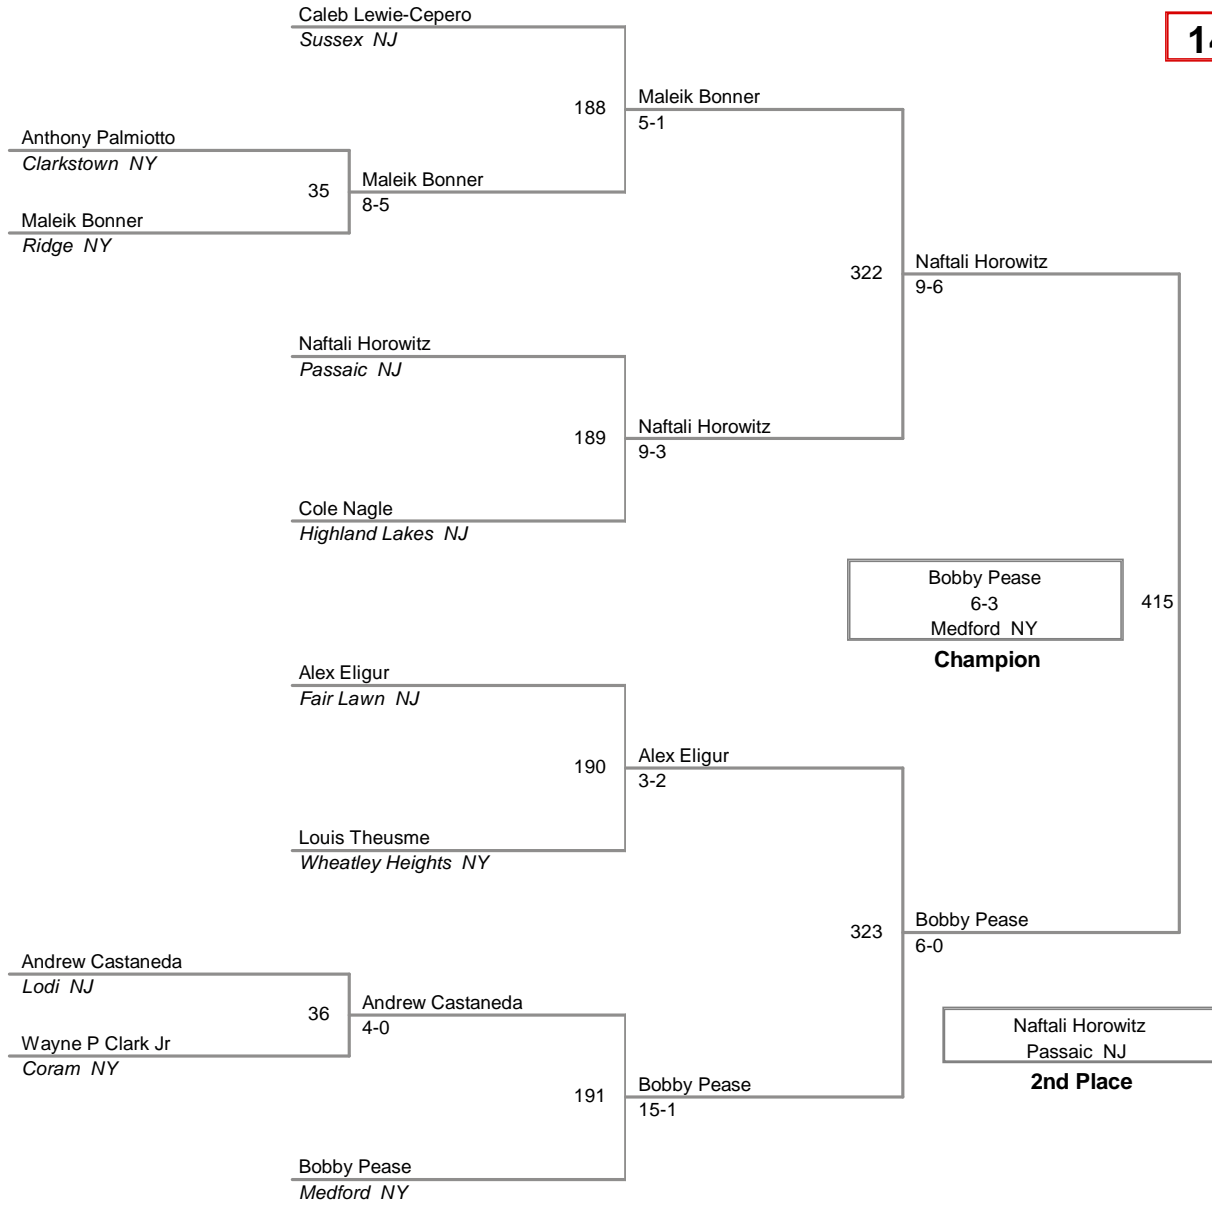 Caleb Lewie-Cepero
Sussex NJ
188
Maleik Bonner
5-1
Anthony Palmiotto
Clarkstown NY
35
Maleik Bonner
8-5
Maleik Bonner
Ridge NY
322
Naftali Horowitz
9-6
Naftali Horowitz
Passaic NJ
189
Naftali Horowitz
9-3
Cole Nagle
Highland Lakes NJ
Bobby Pease
6-3
Medford NY
Champion
415
Alex Eligur
Fair Lawn NJ
190
Alex Eligur
3-2
Louis Theusme
Wheatley Heights NY
323
Bobby Pease
6-0
Andrew Castaneda
Lodi NJ
36
Andrew Castaneda
4-0
Wayne P Clark Jr
Coram NY
Naftali Horowitz
Passaic NJ
2nd Place
191
Bobby Pease
15-1
Bobby Pease
Medford NY